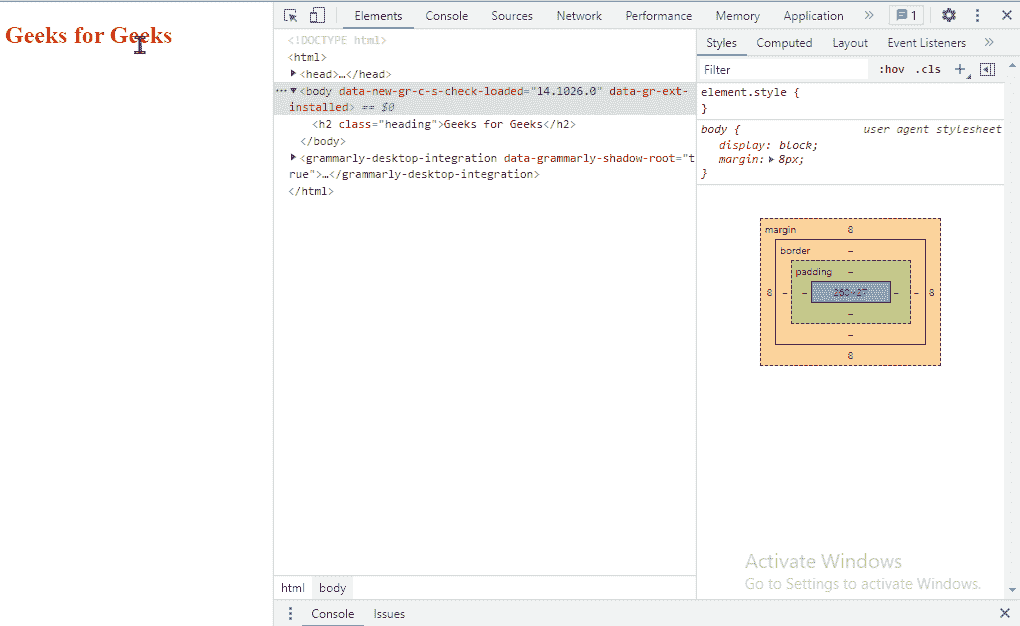 Geeks for Geeks
Elements Console Sources Network Performance Memory Application » 1
<!DOCTYPE html>
<html>
<head>…</head>
<body data-new-gr-c-s-check-loaded="14.1026.0" data-gr-ext-
installed> == $0
<h2 class="heading">Geeks for Geeks</h2>
</body>
<grammarly-desktop-integration data-grammarly-shadow-root="t
rue">…</grammarly-desktop-integration>
</html>
html body
Styles Computed Layout Event Listeners »
Filter :hov .cls +
element.style {
}
body { user agent stylesheet
display: block;
margin: 8px;
}
margin 8
border –
padding –
8 – – – – 8
–
–
8
Activate Windows
Go to Settings to activate Windows.
Console Issues